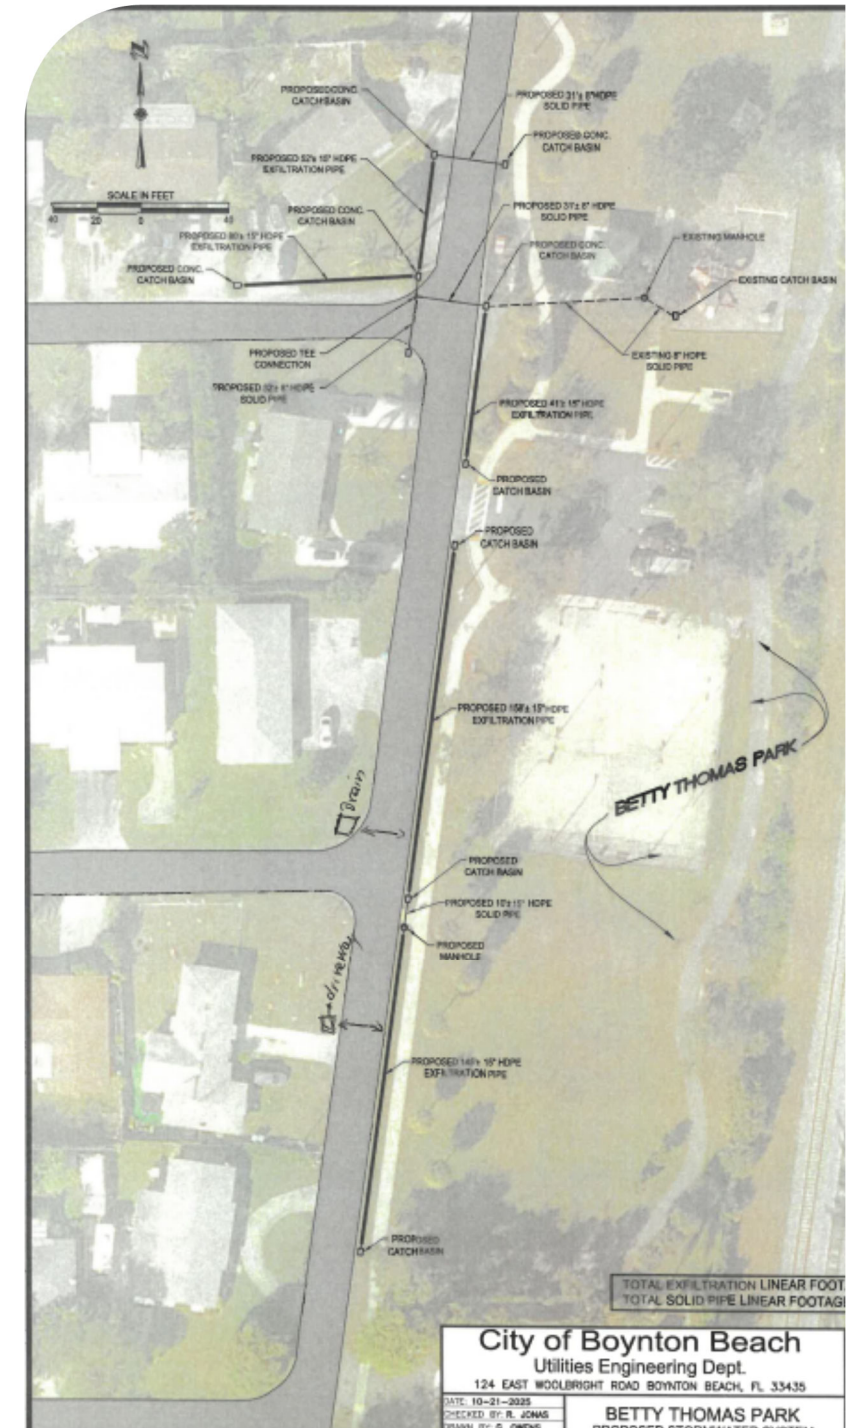 N
PROPOSED CONC.
CATCH BASIN
PROPOSED 31'± 8" HDPE
SOLID PIPE
PROPOSED CONC.
CATCH BASIN
PROPOSED 52'± 15" HDPE
EXFILTRATION PIPE
SCALE IN FEET
40 20 0 40
PROPOSED CONC.
CATCH BASIN
PROPOSED 31'± 8" HDPE
SOLID PIPE
PROPOSED 80'± 15" HDPE
EXFILTRATION PIPE
PROPOSED CONC.
CATCH BASIN
EXISTING MANHOLE
PROPOSED CONC.
CATCH BASIN
EXISTING CATCH BASIN
PROPOSED TEE
CONNECTION
EXISTING 8" HDPE
SOLID PIPE
PROPOSED 32'± 8" HDPE
SOLID PIPE
PROPOSED 15" HDPE
EXFILTRATION PIPE
PROPOSED
CATCH BASIN
PROPOSED
CATCH BASIN
PROPOSED 15" HDPE
EXFILTRATION PIPE
BETTY THOMAS PARK
Drain
PROPOSED
CATCH BASIN
PROPOSED 10'± 15" HDPE
SOLID PIPE
PROPOSED
MANHOLE
driveway
PROPOSED 15" HDPE
EXFILTRATION PIPE
PROPOSED
CATCH BASIN
TOTAL EXFILTRATION LINEAR FOOT
TOTAL SOLID PIPE LINEAR FOOTAG
City of Boynton Beach
Utilities Engineering Dept.
124 EAST WOOLBRIGHT ROAD BOYNTON BEACH, FL 33435
DATE: 10-21-2025
CHECKED BY: R. JONAS
DRAWN BY: G. OWENS
BETTY THOMAS PARK
PROPOSED STORMWATER SYSTEM